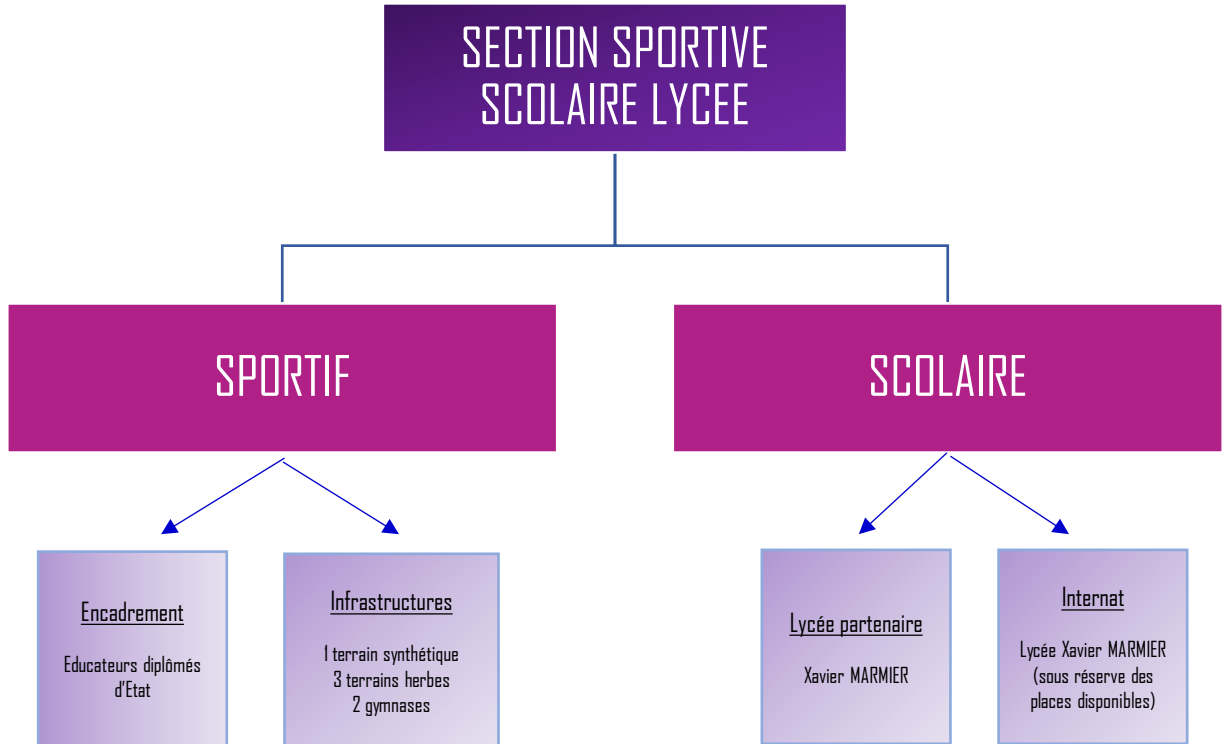 SECTION SPORTIVE
SCOLAIRE LYCEE
SPORTIF
SCOLAIRE
Encadrement
Educateurs diplômés
d'Etat
Infrastructures
1 terrain synthétique
3 terrains herbes
2 gymnases
Lycée partenaire
Xavier MARMIER
Internat
Lycée Xavier MARMIER
(sous réserve des
places disponibles)